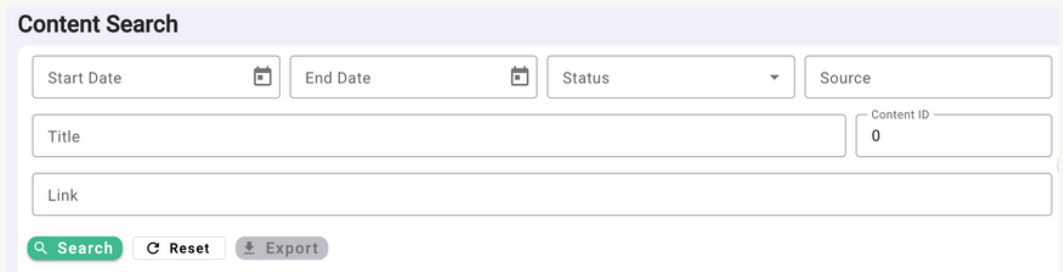 Content Search
Start Date End Date Status Source
Title Content ID 0
Link
Search Reset Export